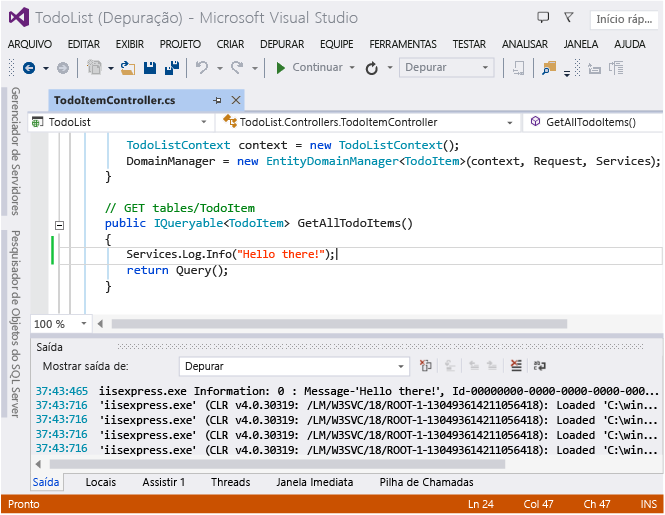 TodoList (Depuração) - Microsoft Visual Studio
Início ráp...
ARQUIVO EDITAR EXIBIR PROJETO CRIAR DEPURAR EQUIPE FERRAMENTAS TESTAR ANALISAR JANELA AJUDA
Continuar Depurar
Gerenciador de Servidores
Pesquisador de Objetos do SQL Server
TodoItemController.cs
TodoList TodoList.Controllers.TodoItemController GetAllTodoItems()
TodoListContext context = new TodoListContext();
DomainManager = new EntityDomainManager<TodoItem>(context, Request, Services);
}
// GET tables/TodoItem
public IQueryable<TodoItem> GetAllTodoItems()
{
Services.Log.Info("Hello there!");
return Query();
}
100 %
Saída
Mostrar saída de: Depurar
37:43:465 iisexpress.exe Information: 0 : Message-'Hello there!', Id-00000000-0000-0000-0000-000...
37:43:716 'iisexpress.exe' (CLR v4.0.30319: /LM/W3SVC/18/ROOT-1-130493614211056418): Loaded 'C:\win...
37:43:716 'iisexpress.exe' (CLR v4.0.30319: /LM/W3SVC/18/ROOT-1-130493614211056418): Loaded 'C:\win...
37:43:716 'iisexpress.exe' (CLR v4.0.30319: /LM/W3SVC/18/ROOT-1-130493614211056418): Loaded 'C:\win...
37:43:716 'iisexpress.exe' (CLR v4.0.30319: /LM/W3SVC/18/ROOT-1-130493614211056418): Loaded 'C:\win...
Saída Locais Assistir 1 Threads Janela Imediata Pilha de Chamadas
Pronto Ln 24 Col 47 Ch 47 INS